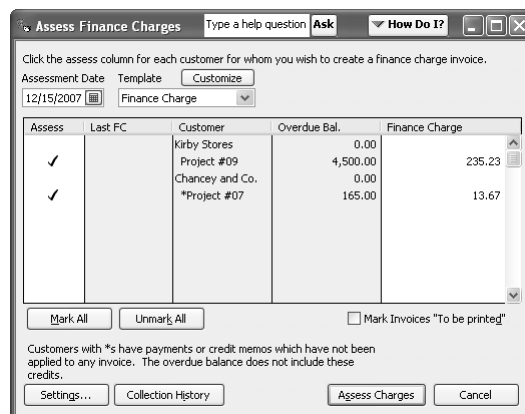 Assess Finance Charges Type a help question Ask How Do I?
Click the assess column for each customer for whom you wish to create a finance charge invoice.
Assessment Date Template Customize
12/15/2007 Finance Charge
Assess Last FC Customer Overdue Bal. Finance Charge
Kirby Stores 0.00
Project #09 4,500.00 235.23
Chancey and Co. 0.00
*Project #07 165.00 13.67
Mark All Unmark All Mark Invoices "To be printed"
Customers with *s have payments or credit memos which have not been
applied to any invoice. The overdue balance does not include these
credits.
Settings... Collection History Assess Charges Cancel